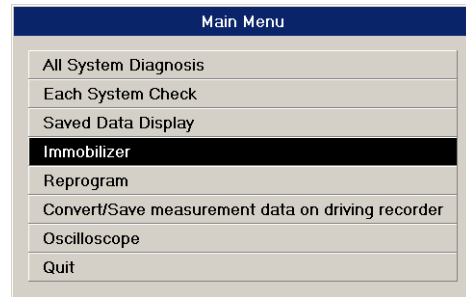 Main Menu
All System Diagnosis
Each System Check
Saved Data Display
Immobilizer
Reprogram
Convert/Save measurement data on driving recorder
Oscilloscope
Quit